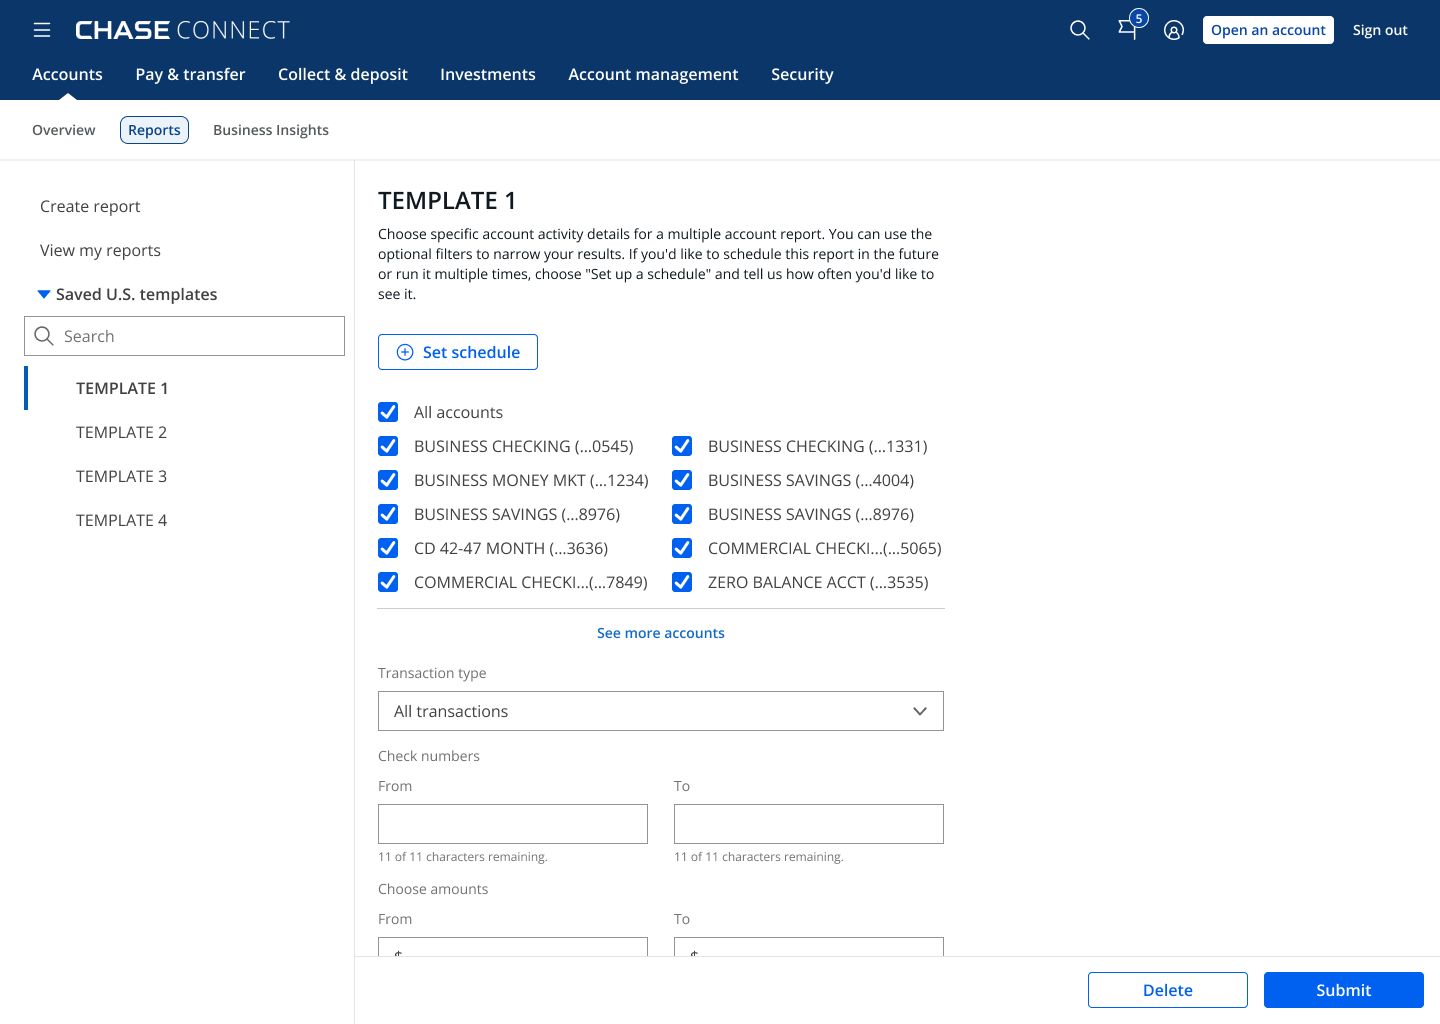 CHASE CONNECT
5
Open an account
Sign out
Accounts
Pay & transfer
Collect & deposit
Investments
Account management
Security
Overview
Reports
Business Insights
Create report
View my reports
Saved U.S. templates
Search
TEMPLATE 1
TEMPLATE 2
TEMPLATE 3
TEMPLATE 4
TEMPLATE 1
Choose specific account activity details for a multiple account report. You can use the
optional filters to narrow your results. If you'd like to schedule this report in the future
or run it multiple times, choose "Set up a schedule" and tell us how often you'd like to
see it.
Set schedule
All accounts
BUSINESS CHECKING (...0545)
BUSINESS CHECKING (...1331)
BUSINESS MONEY MKT (...1234)
BUSINESS SAVINGS (...4004)
BUSINESS SAVINGS (...8976)
BUSINESS SAVINGS (...8976)
CD 42-47 MONTH (...3636)
COMMERCIAL CHECKI...(...5065)
COMMERCIAL CHECKI...(...7849)
ZERO BALANCE ACCT (...3535)
See more accounts
Transaction type
All transactions
Check numbers
From
To
11 of 11 characters remaining.
11 of 11 characters remaining.
Choose amounts
From
To
$
$
Delete
Submit